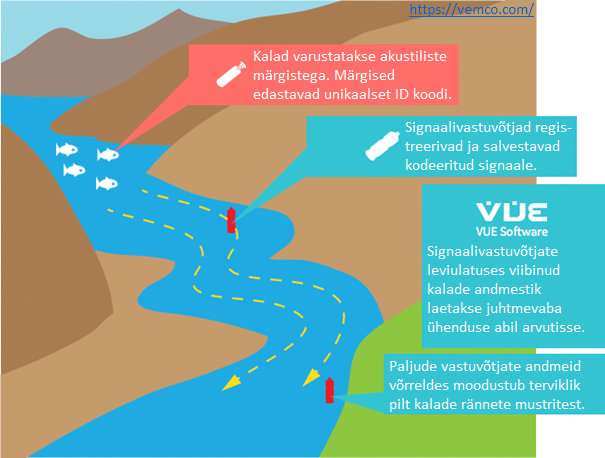 https://vemco.com/
Kalad varustatakse akustiliste
märgistega. Märgised
edastavad unikaalset ID koodi.
Signaalivastuvõtjad regis-
treerivad ja salvestavad
kodeeritud signaale.
VUE
VUE Software
Signaalivastuvõtjate
leviulatuses viibinud
kalade andmestik
laetakse juhtmevaba
ühenduse abil arvutisse.
Paljude vastuvõtjate andmeid
võrreldes moodustub terviklik
pilt kalade rännete mustritest.